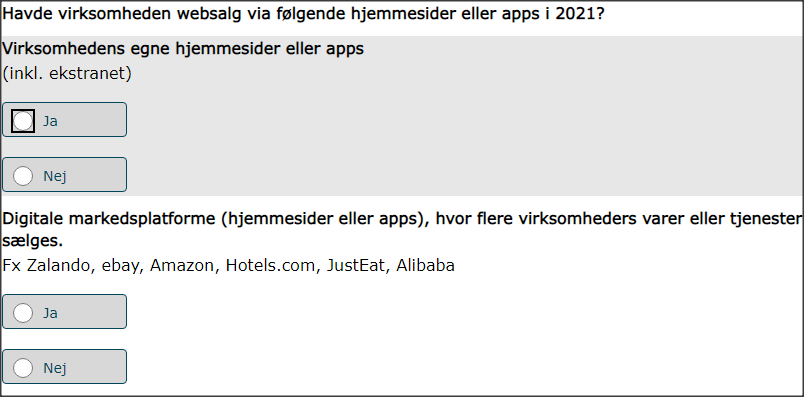 Havde virksomheden websalg via følgende hjemmesider eller apps i 2021?
Virksomhedens egne hjemmesider eller apps
(inkl. ekstranet)
Ja
Nej
Digitale markedsplatforme (hjemmesider eller apps), hvor flere virksomheders varer eller tjenester
sælges.
Fx Zalando, ebay, Amazon, Hotels.com, JustEat, Alibaba
Ja
Nej